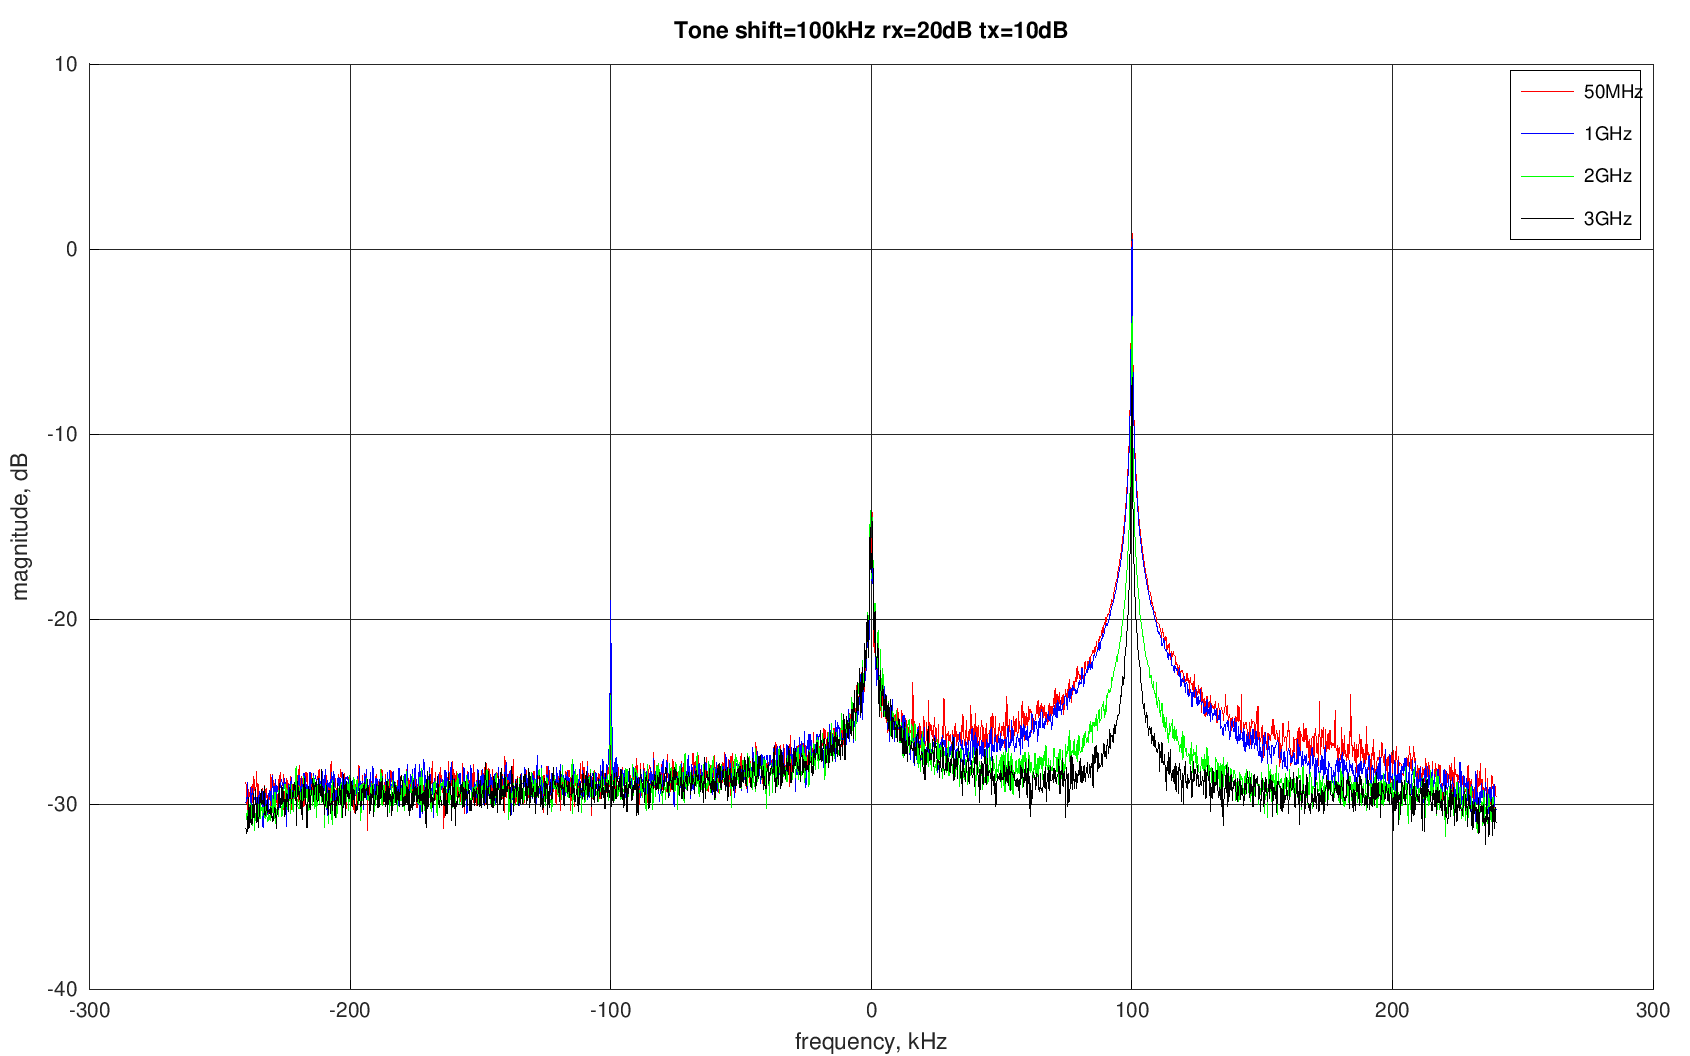 Tone shift=100kHz rx=20dB tx=10dB
10
0
-10
-20
-30
-40
magnitude, dB
-300
-200
-100
0
100
200
300
frequency, kHz
50MHz
1GHz
2GHz
3GHz